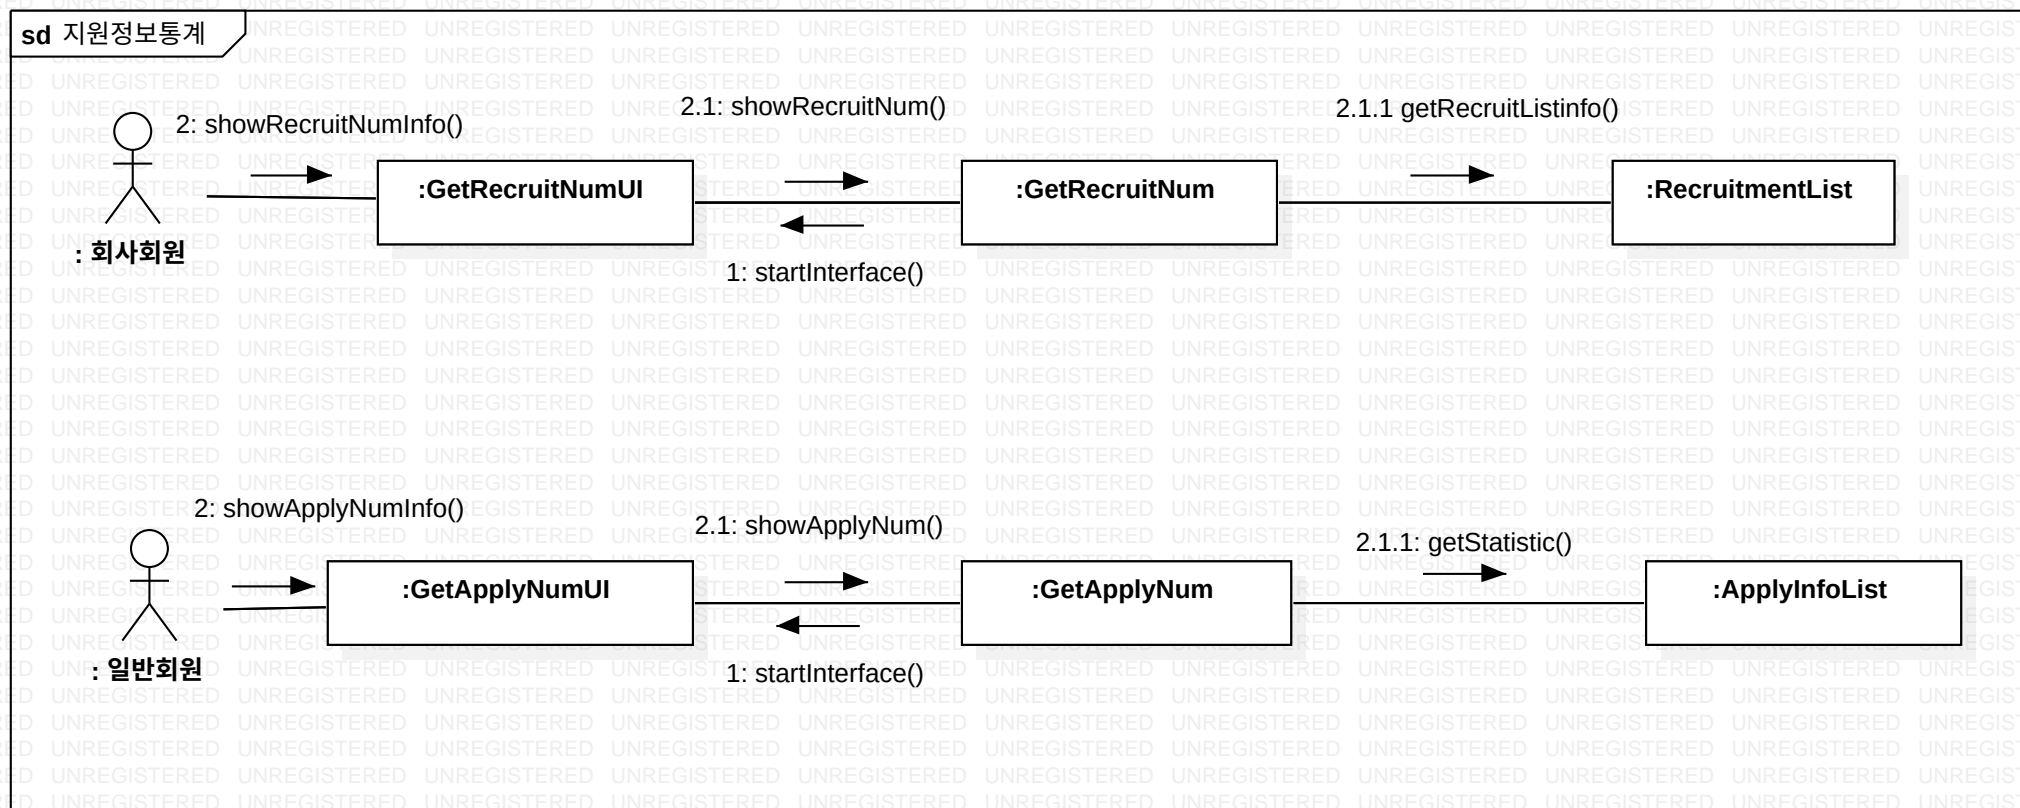 sd 지원정보통계
2: showRecruitNumInfo()
2.1: showRecruitNum()
2.1.1 getRecruitListinfo()
:GetRecruitNumUI
:GetRecruitNum
:RecruitmentList
: 회사회원
1: startInterface()
2: showApplyNumInfo()
2.1: showApplyNum()
2.1.1: getStatistic()
:GetApplyNumUI
:GetApplyNum
:ApplyInfoList
: 일반회원
1: startInterface()
UNREGISTERED